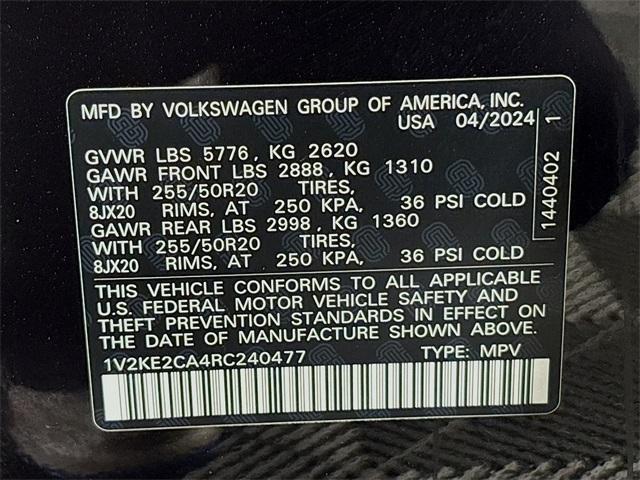 MFD BY VOLKSWAGEN GROUP OF AMERICA, INC.
USA 04/2024
GVWR LBS 5776, KG 2620
GAWR FRONT LBS 2888, KG 1310
WITH 255/50R20 TIRES,
8JX20 RIMS, AT 250 KPA, 36 PSI COLD
GAWR REAR LBS 2998, KG 1360
WITH 255/50R20 TIRES,
8JX20 RIMS, AT 250 KPA, 36 PSI COLD
THIS VEHICLE CONFORMS TO ALL APPLICABLE
U.S. FEDERAL MOTOR VEHICLE SAFETY AND
THEFT PREVENTION STANDARDS IN EFFECT ON
THE DATE OF MANUFACTURE SHOWN ABOVE.
1V2KE2CA4RC240477 TYPE: MPV
1440402 1